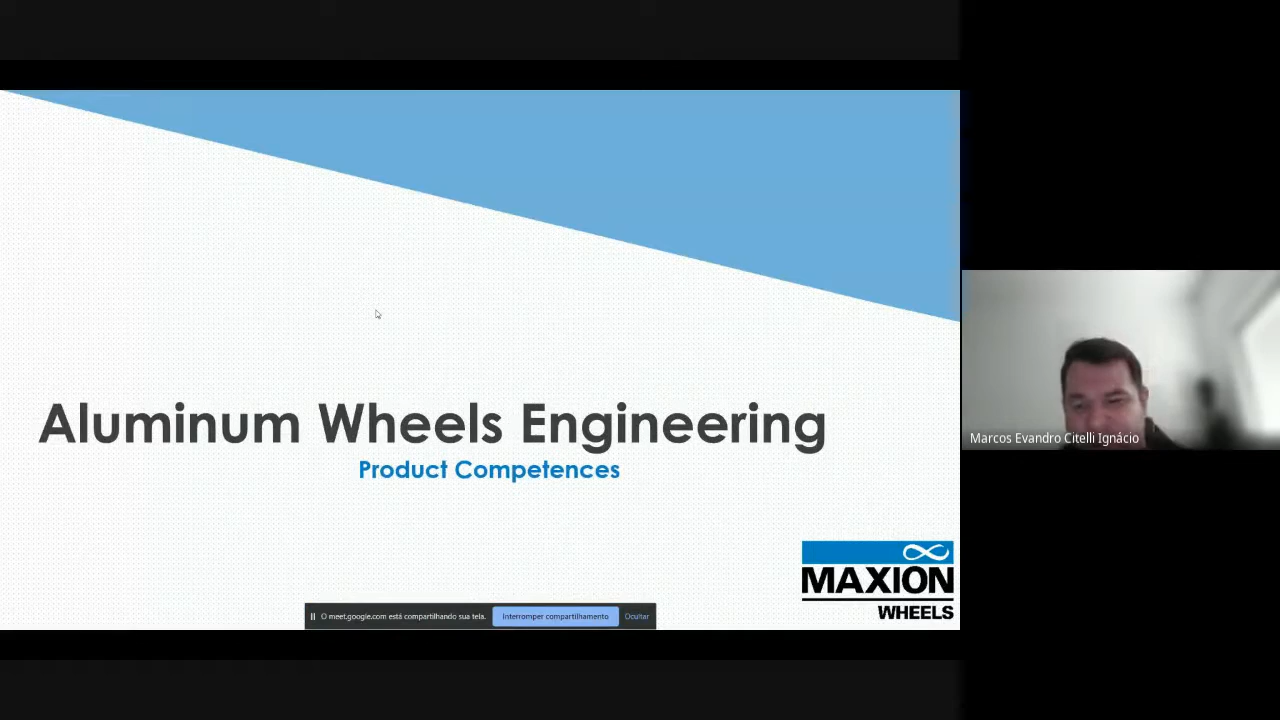 Aluminum Wheels Engineering
Product Competences
MAXION
WHEELS
O meet.google.com está compartilhando sua tela. Interromper compartilhamento Ocultar
Marcos Evandro Citelli Ignácio